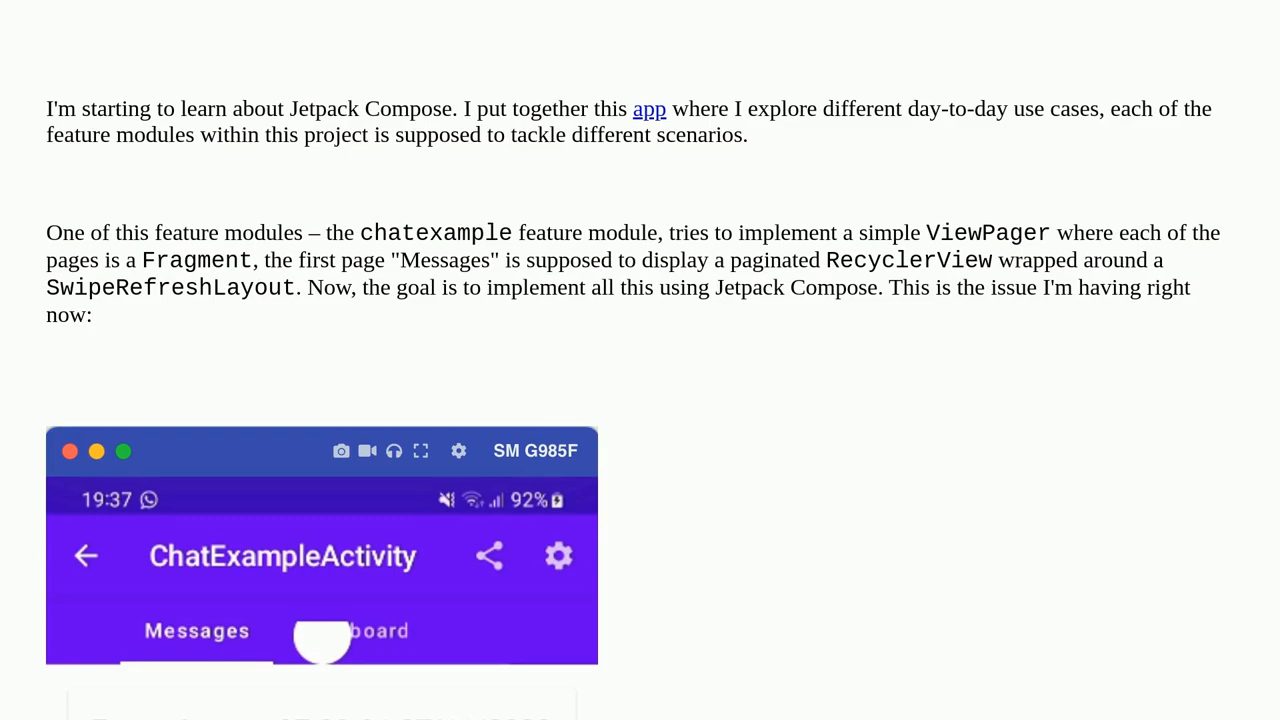 I'm starting to learn about Jetpack Compose. I put together this app where I explore different day-to-day use cases, each of the
feature modules within this project is supposed to tackle different scenarios.
One of this feature modules – the chatexample feature module, tries to implement a simple ViewPager where each of the
pages is a Fragment, the first page "Messages" is supposed to display a paginated RecyclerView wrapped around a
SwipeRefreshLayout. Now, the goal is to implement all this using Jetpack Compose. This is the issue I'm having right
now:
SM G985F
19:37 92%
ChatExampleActivity
Messages board